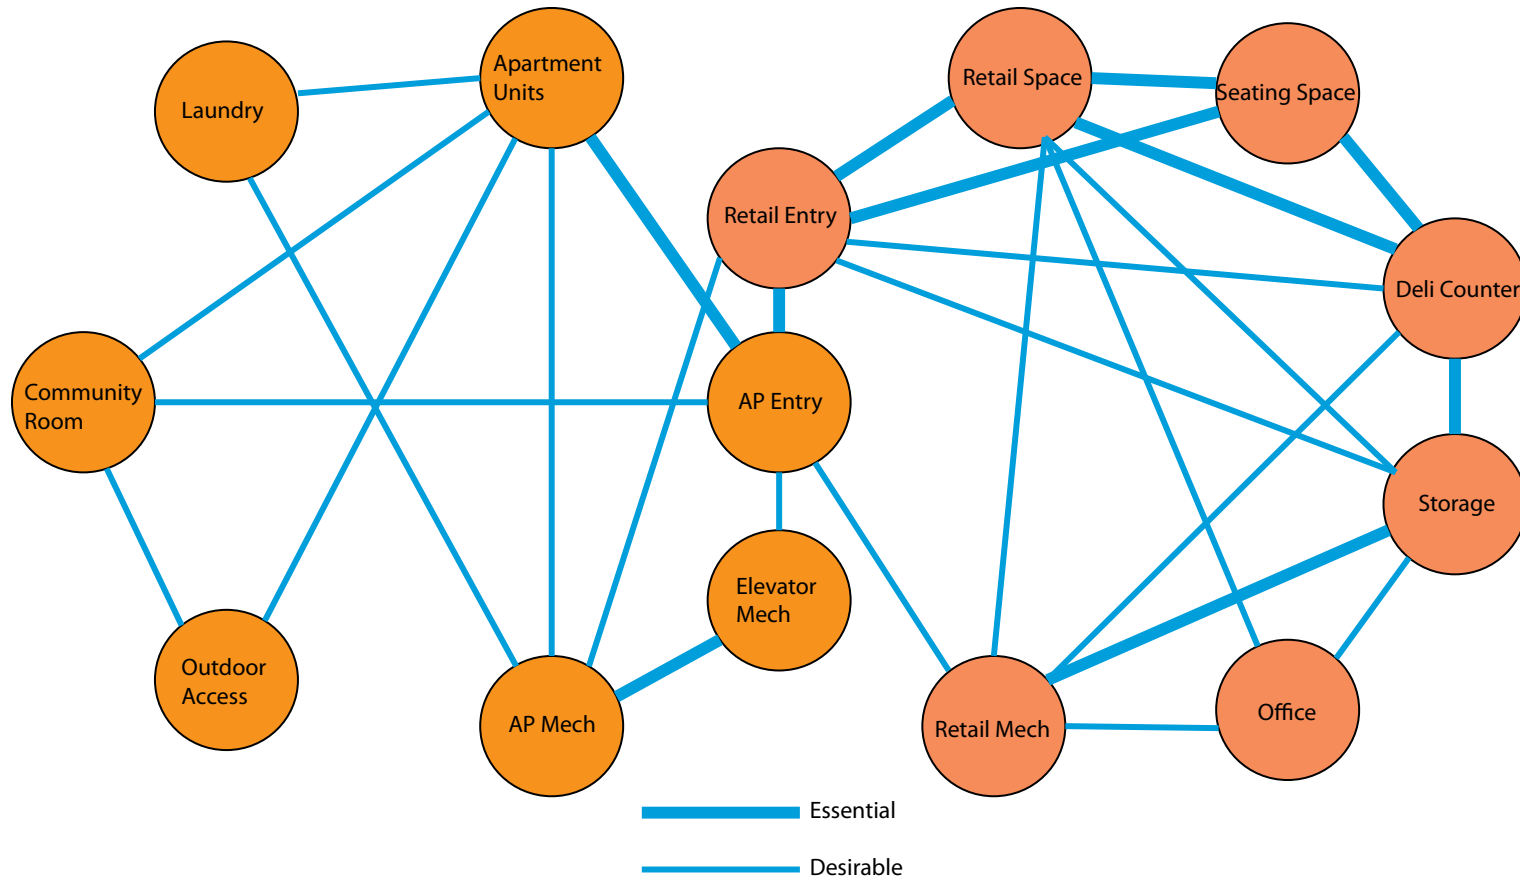 Apartment
Units
Retail Space
Seating Space
Laundry
Retail Entry
Deli Counter
Community
Room
AP Entry
Storage
Elevator
Mech
Outdoor
Access
AP Mech
Retail Mech
Office
Essential
Desirable